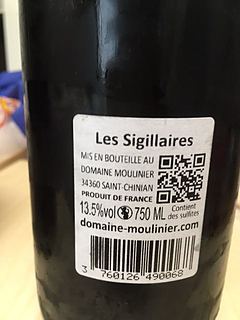 Les Sigillaires
MIS EN BOUTEILLE AU
DOMAINE MOULINIER
34360 SAINT-CHINIAN
PRODUIT DE FRANCE
13.5%vol 750 ML Contient des sulfites
domaine-moulinier.com
3 760126 490068